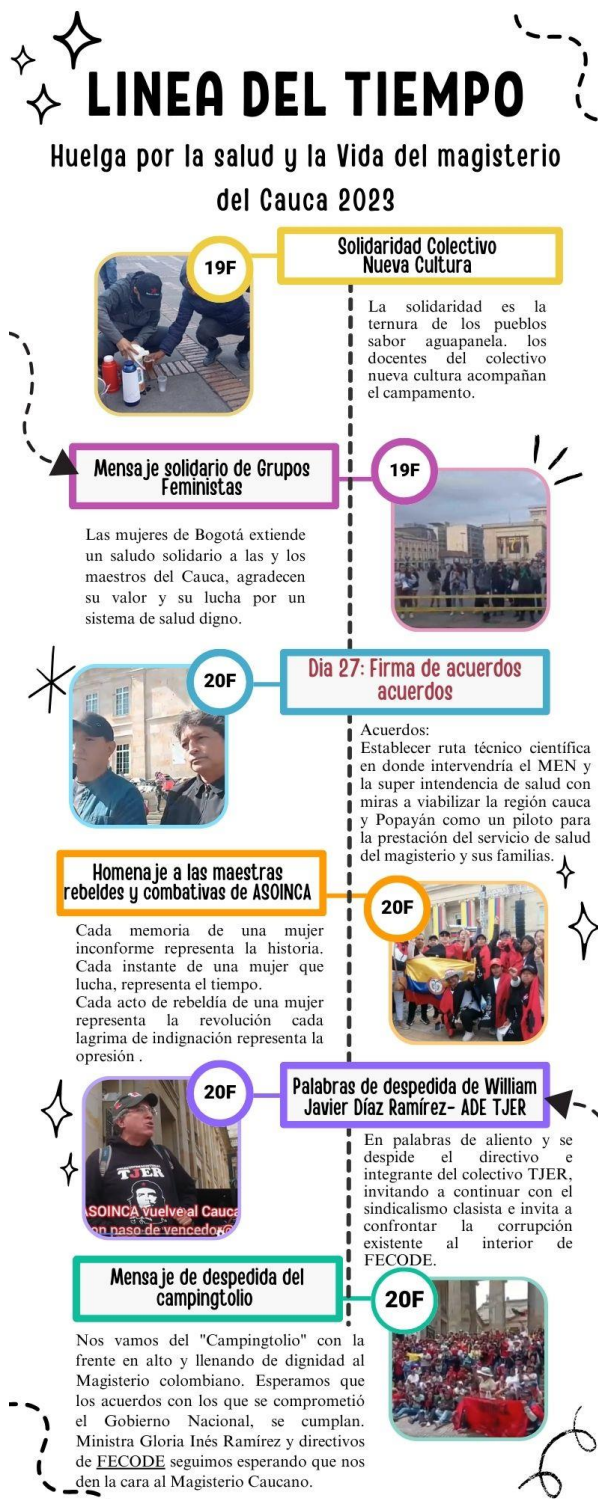 LINEA DEL TIEMPO
Huelga por la salud y la Vida del magisterio
del Cauca 2023
19F
Solidaridad Colectivo
Nueva Cultura
La solidaridad es la
ternura de los pueblos
sabor aguapanela. los
docentes del colectivo
nueva cultura acompañan
el campamento.
Mensaje solidario de Grupos
Feministas
19F
Las mujeres de Bogotá extiende
un saludo solidario a las y los
maestros del Cauca, agradecen
su valor y su lucha por un
sistema de salud digno.
20F
Dia 27: Firma de acuerdos
acuerdos
Acuerdos:
Establecer ruta técnico científica
en donde intervendría el MEN y
la super intendencia de salud con
miras a viabilizar la región cauca
y Popayán como un piloto para
la prestación del servicio de salud
del magisterio y sus familias.
Homenaje a las maestras
rebeldes y combativas de ASOINCA
20F
Cada memoria de una mujer
inconforme representa la historia.
Cada instante de una mujer que
lucha, representa el tiempo.
Cada acto de rebeldía de una mujer
representa la revolución cada
lagrima de indignación representa la
opresión .
20F
Palabras de despedida de William
Javier Díaz Ramírez- ADE TJER
TJER
ASOINCA vuelve al Cauca
con paso de vencedor@
En palabras de aliento y se
despide el directivo e
integrante del colectivo TJER,
invitando a continuar con el
sindicalismo clasista e invita a
confrontar la corrupción
existente al interior de
FECODE.
Mensaje de despedida del
campingtolio
20F
Nos vamos del "Campingtolio" con la
frente en alto y llenando de dignidad al
Magisterio colombiano. Esperamos que
los acuerdos con los que se comprometió
el Gobierno Nacional, se cumplan.
Ministra Gloria Inés Ramírez y directivos
de FECODE seguimos esperando que nos
den la cara al Magisterio Caucano.